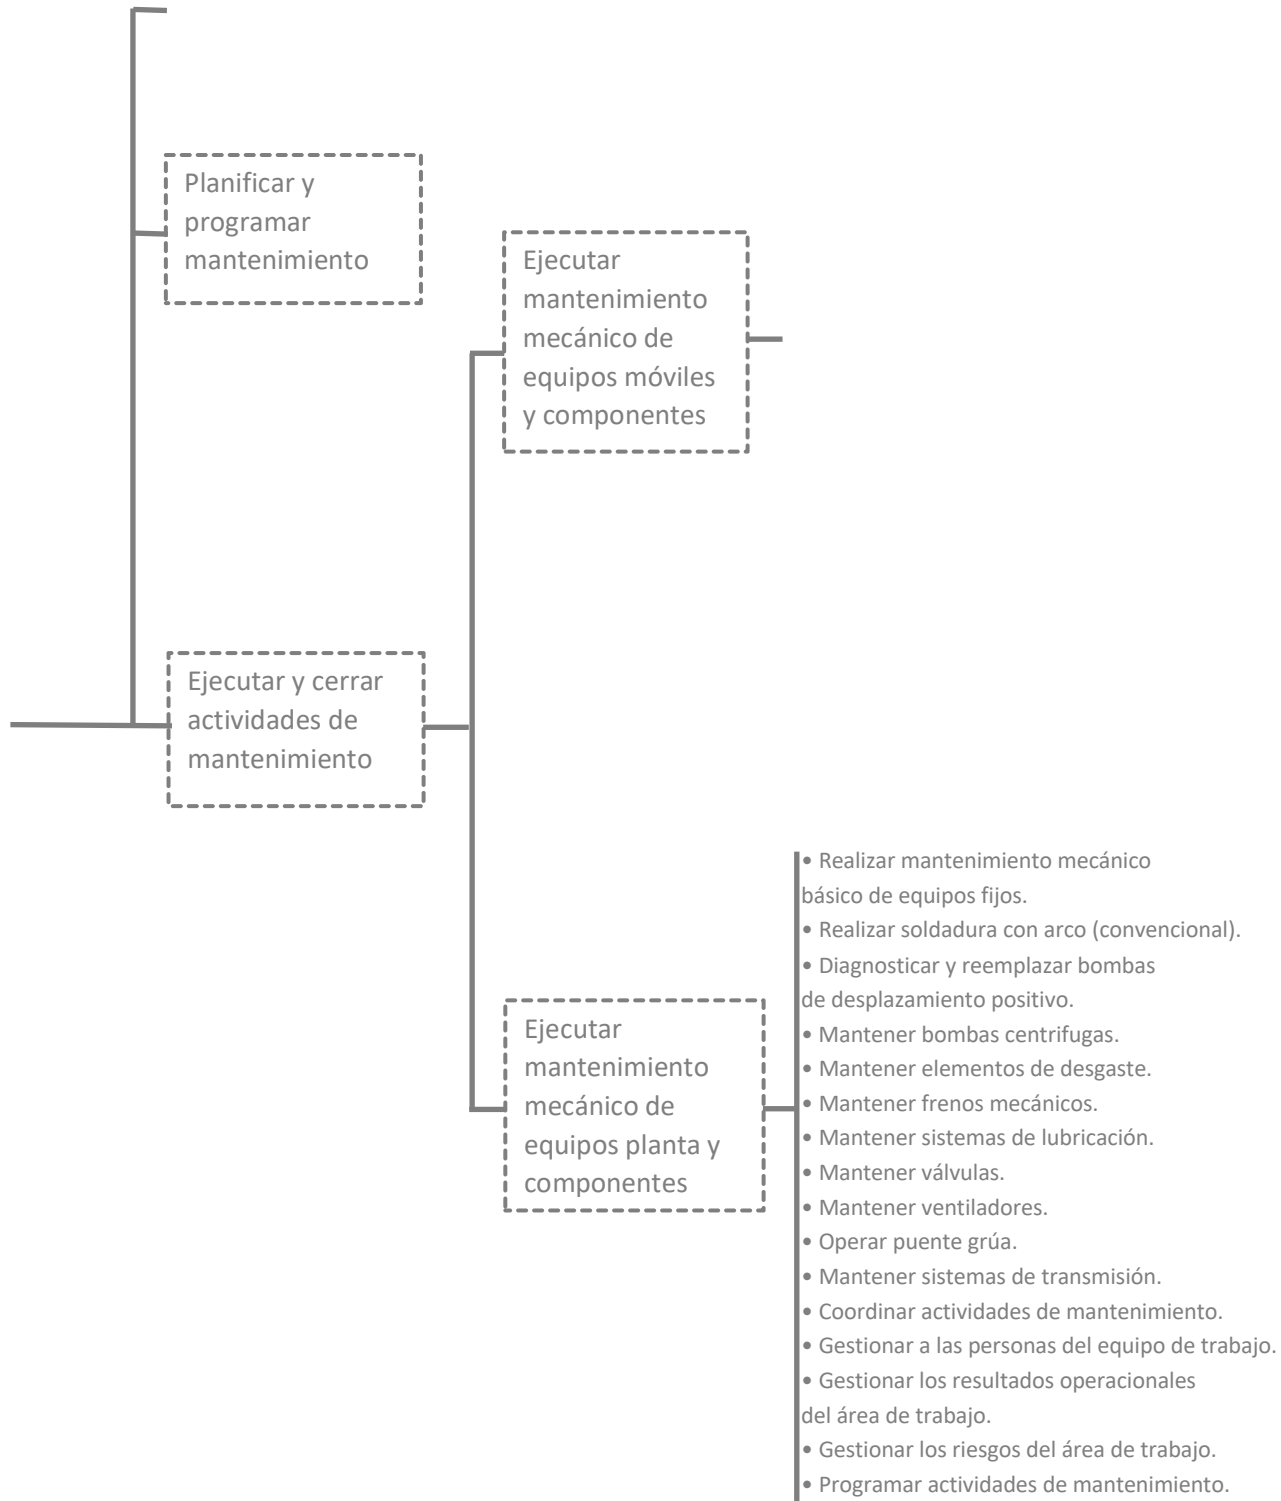 Planificar y
programar
mantenimiento
Ejecutar
mantenimiento
mecánico de
equipos móviles
y componentes
Ejecutar y cerrar
actividades de
mantenimiento
Ejecutar
mantenimiento
mecánico de
equipos planta y
componentes
• Realizar mantenimiento mecánico
básico de equipos fijos.
• Realizar soldadura con arco (convencional).
• Diagnosticar y reemplazar bombas
de desplazamiento positivo.
• Mantener bombas centrifugas.
• Mantener elementos de desgaste.
• Mantener frenos mecánicos.
• Mantener sistemas de lubricación.
• Mantener válvulas.
• Mantener ventiladores.
• Operar puente grúa.
• Mantener sistemas de transmisión.
• Coordinar actividades de mantenimiento.
• Gestionar a las personas del equipo de trabajo.
• Gestionar los resultados operacionales
del área de trabajo.
• Gestionar los riesgos del área de trabajo.
• Programar actividades de mantenimiento.